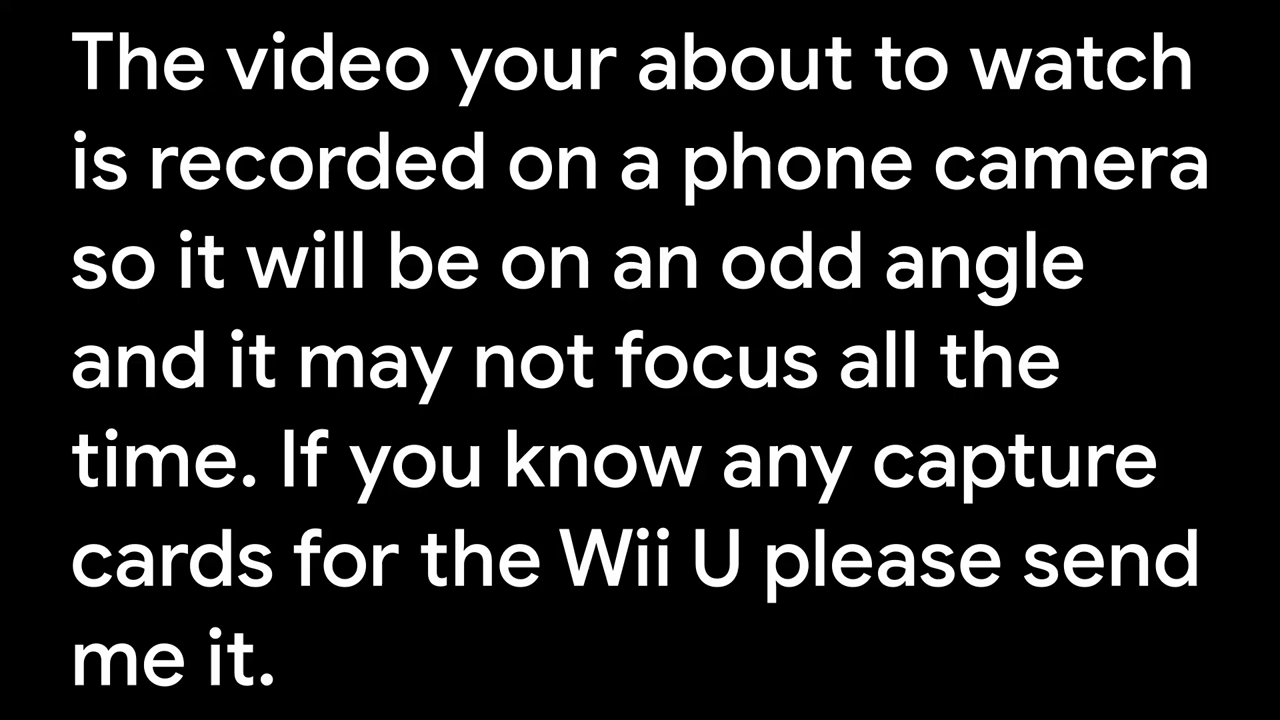 The video your about to watch
is recorded on a phone camera
so it will be on an odd angle
and it may not focus all the
time. If you know any capture
cards for the Wii U please send
me it.